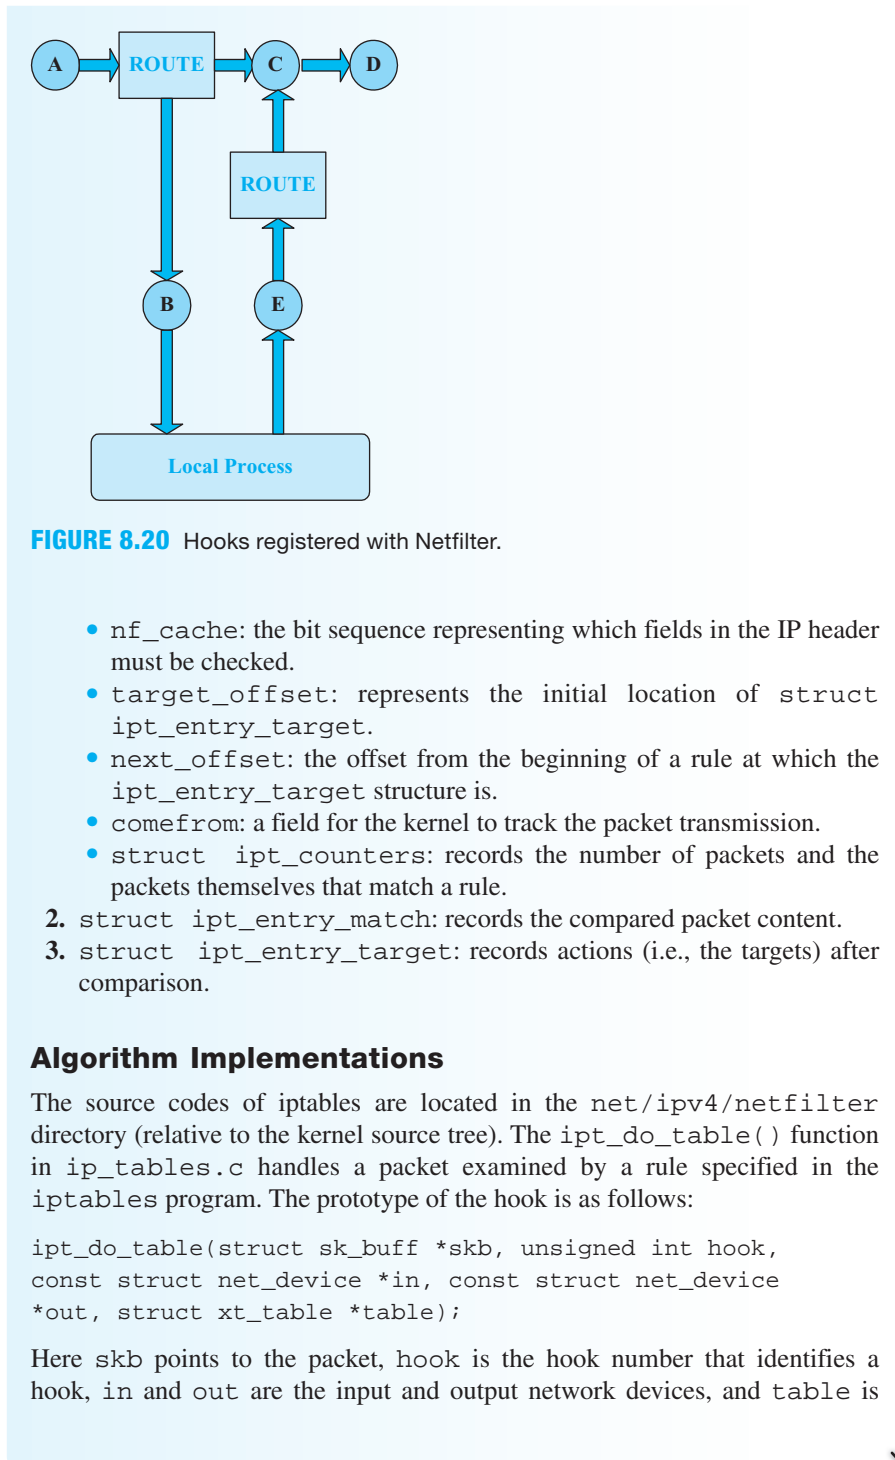 A ROUTE C D
ROUTE
B E
Local Process
FIGURE 8.20 Hooks registered with Netfilter.
• nf_cache: the bit sequence representing which fields in the IP header
must be checked.
• target_offset: represents the initial location of struct
ipt_entry_target.
• next_offset: the offset from the beginning of a rule at which the
ipt_entry_target structure is.
• comefrom: a field for the kernel to track the packet transmission.
• struct ipt_counters: records the number of packets and the
packets themselves that match a rule.
2. struct ipt_entry_match: records the compared packet content.
3. struct ipt_entry_target: records actions (i.e., the targets) after
comparison.
Algorithm Implementations
The source codes of iptables are located in the net/ipv4/netfilter
directory (relative to the kernel source tree). The ipt_do_table() function
in ip_tables.c handles a packet examined by a rule specified in the
iptables program. The prototype of the hook is as follows:
ipt_do_table(struct sk_buff *skb, unsigned int hook,
const struct net_device *in, const struct net_device
*out, struct xt_table *table);
Here skb points to the packet, hook is the hook number that identifies a
hook, in and out are the input and output network devices, and table is